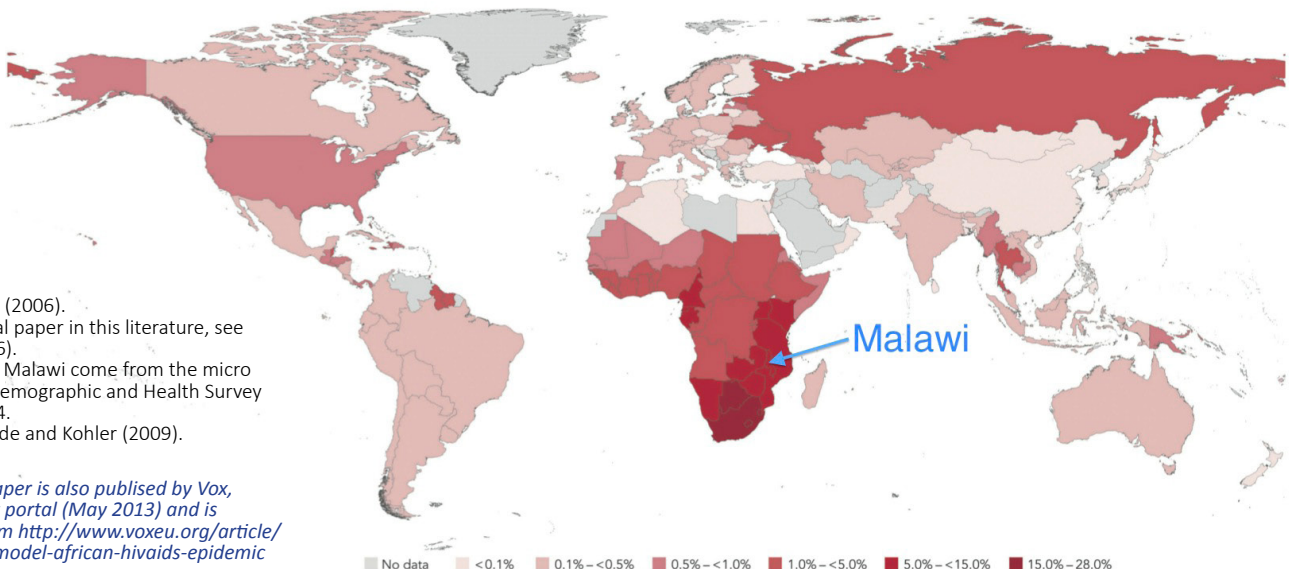 (2006).
al paper in this literature, see
6).
Malawi come from the micro
emographic and Health Survey
4.
de and Kohler (2009).
aper is also publised by Vox,
portal (May 2013) and is
m http://www.voxeu.org/article/
model-african-hivaids-epidemic
Malawi
No data <0.1% 0.1%–<0.5% 0.5%–<1.0% 1.0%–<5.0% 5.0%–<15.0% 15.0%–28.0%